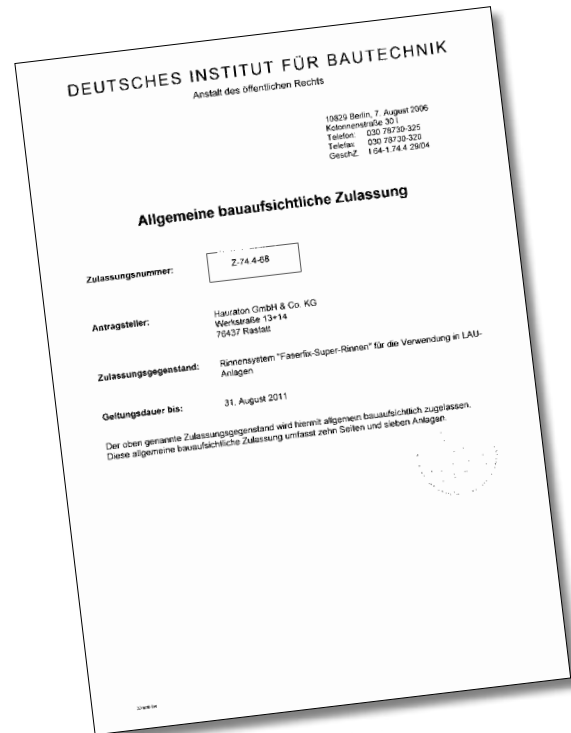 DEUTSCHES INSTITUT FÜR BAUTECHNIK
Anstalt des öffentlichen Rechts
10829 Berlin, 7. August 2006
Kolonnenstraße 30 l
Telefon: 030 78730-325
Telefax: 030 78730-320
GeschZ.: I 64-1.74.4 29/04
Allgemeine bauaufsichtliche Zulassung
Zulassungsnummer:
Z-74.4-68
Antragsteller:
Hauraton GmbH & Co. KG
Werkstraße 13+14
76437 Rastatt
Zulassungsgegenstand:
Rinnensystem "Faserfix-Super-Rinnen" für die Verwendung in LAU-
Anlagen
Geltungsdauer bis:
31. August 2011
Der oben genannte Zulassungsgegenstand wird hiermit allgemein bauaufsichtlich zugelassen.
Diese allgemeine bauaufsichtliche Zulassung umfasst zehn Seiten und sieben Anlagen.